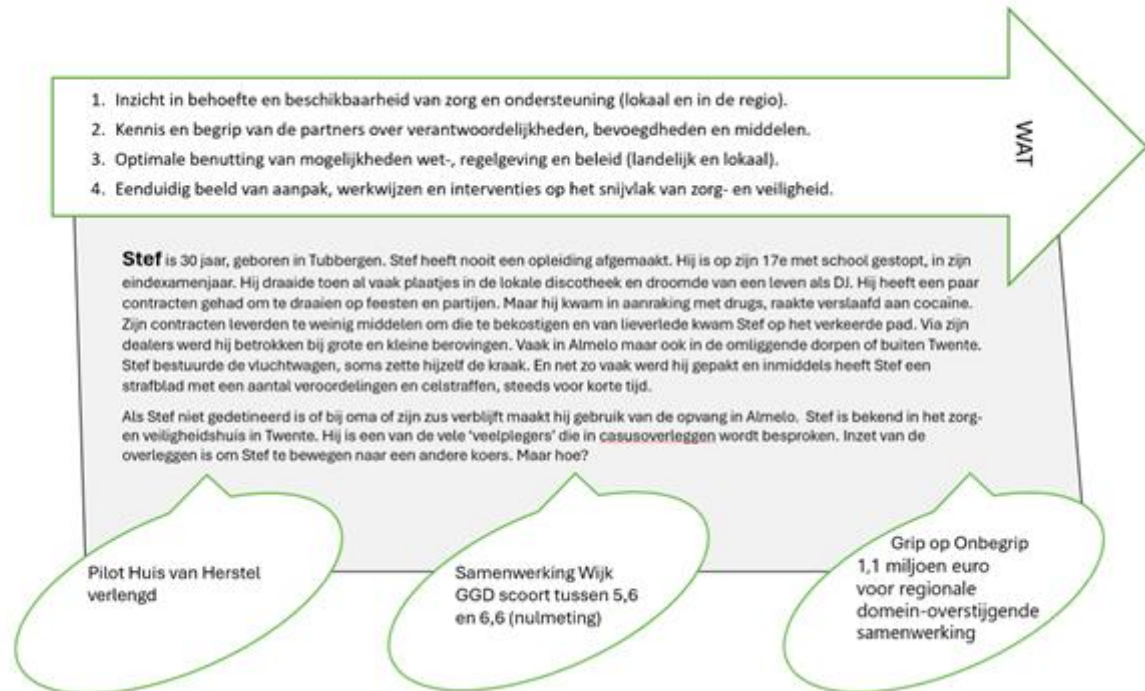 1. Inzicht in behoefte en beschikbaarheid van zorg en ondersteuning (lokaal en in de regio).
2. Kennis en begrip van de partners over verantwoordelijkheden, bevoegdheden en middelen.
3. Optimale benutting van mogelijkheden wet-, regelgeving en beleid (landelijk en lokaal).
4. Eenduidig beeld van aanpak, werkwijzen en interventies op het snijvlak van zorg- en veiligheid.
WAT
Stef is 30 jaar, geboren in Tubbergen. Stef heeft nooit een opleiding afgemaakt. Hij is op zijn 17e met school gestopt, in zijn
eindexamenjaar. Hij draaide toen al vaak plaatjes in de lokale discotheek en droomde van een leven als DJ. Hij heeft een paar
contracten gehad om te draaien op feesten en partijen. Maar hij kwam in aanraking met drugs, raakte verslaafd aan cocaïne.
Zijn contracten leverden te weinig middelen om die te bekostigen en van lieverlede kwam Stef op het verkeerde pad. Via zijn
dealers werd hij betrokken bij grote en kleine berovingen. Vaak in Almelo maar ook in de omliggende dorpen of buiten Twente.
Stef bestuurde de vluchtwagen, soms zette hijzelf de kraak. En net zo vaak werd hij gepakt en inmiddels heeft Stef een
strafblad met een aantal veroordelingen en celstraffen, steeds voor korte tijd.
Als Stef niet gedetineerd is of bij oma of zijn zus verblijft maakt hij gebruik van de opvang in Almelo. Stef is bekend in het zorg-
en veiligheidshuis in Twente. Hij is een van de vele 'veelplegers' die in casusoverleggen wordt besproken. Inzet van de
overleggen is om Stef te bewegen naar een andere koers. Maar hoe?
Pilot Huis van Herstel
verlengd
Samenwerking Wijk
GGD scoort tussen 5,6
en 6,6 (nulmeting)
Grip op Onbegrip
1,1 miljoen euro
voor regionale
domein-overstijgende
samenwerking